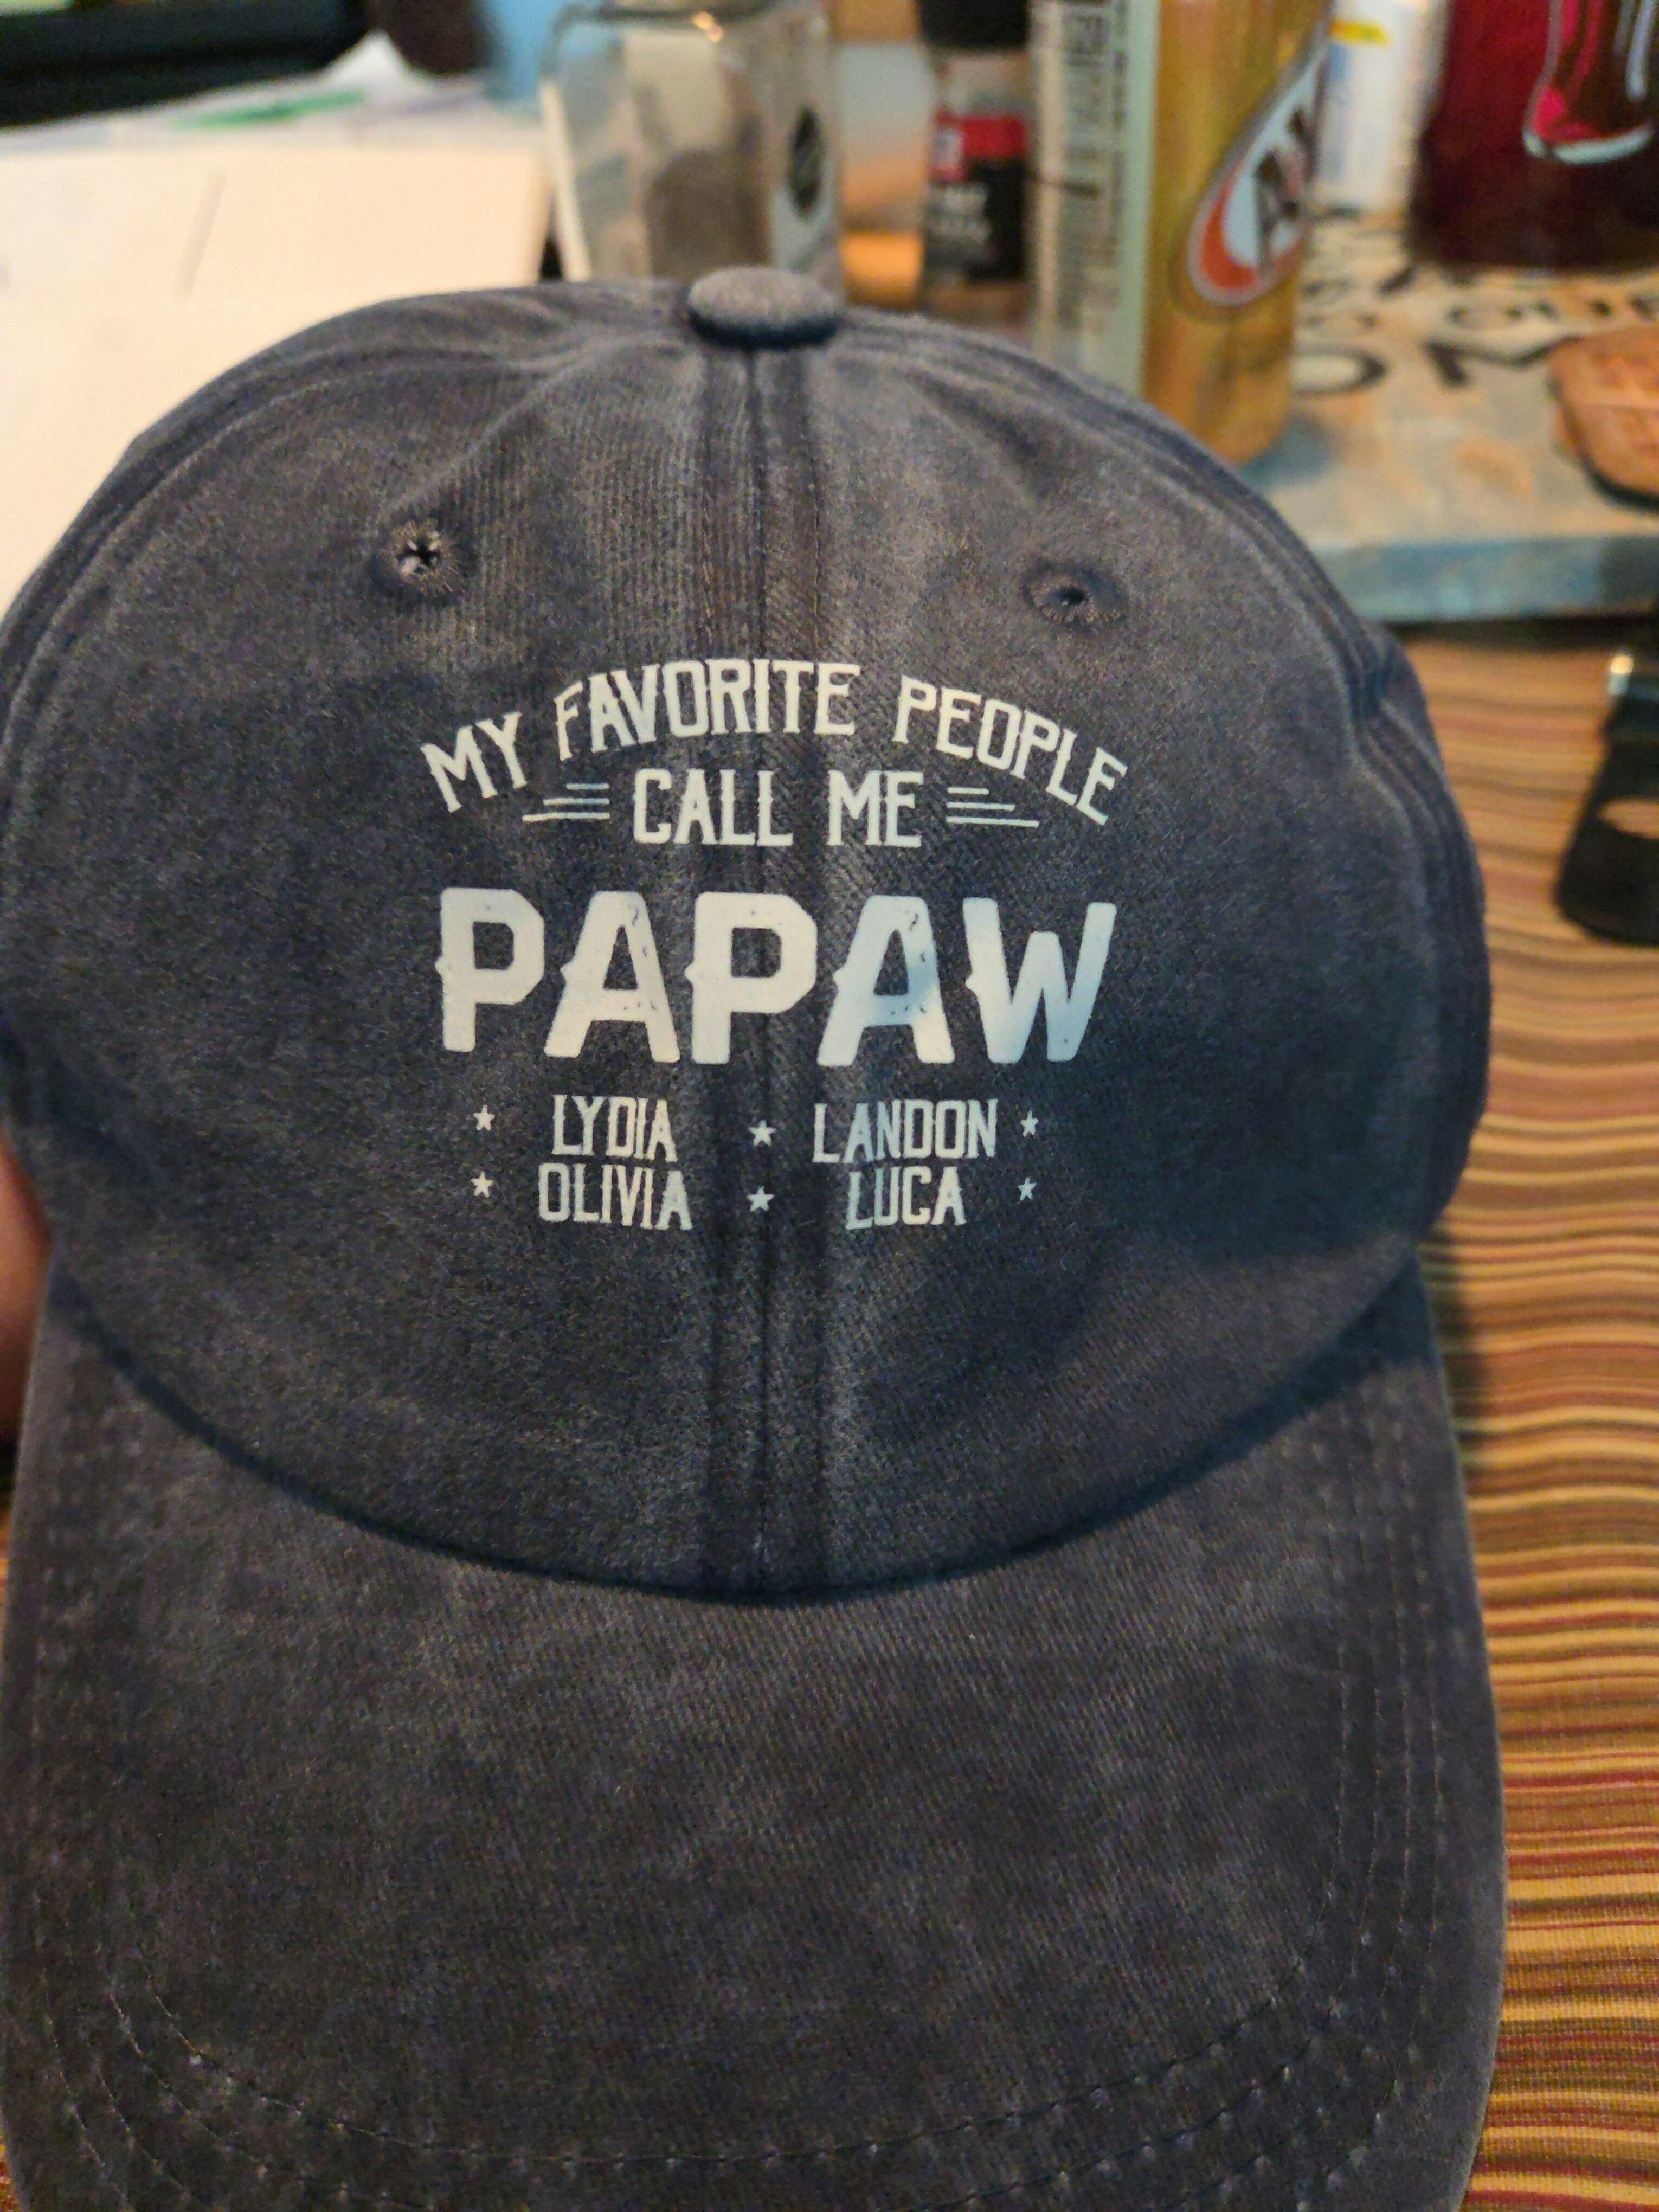 MY FAVORITE PEOPLE
CALL ME
PAPAW
LYDIA LANDON
OLIVIA LUCA
A&W